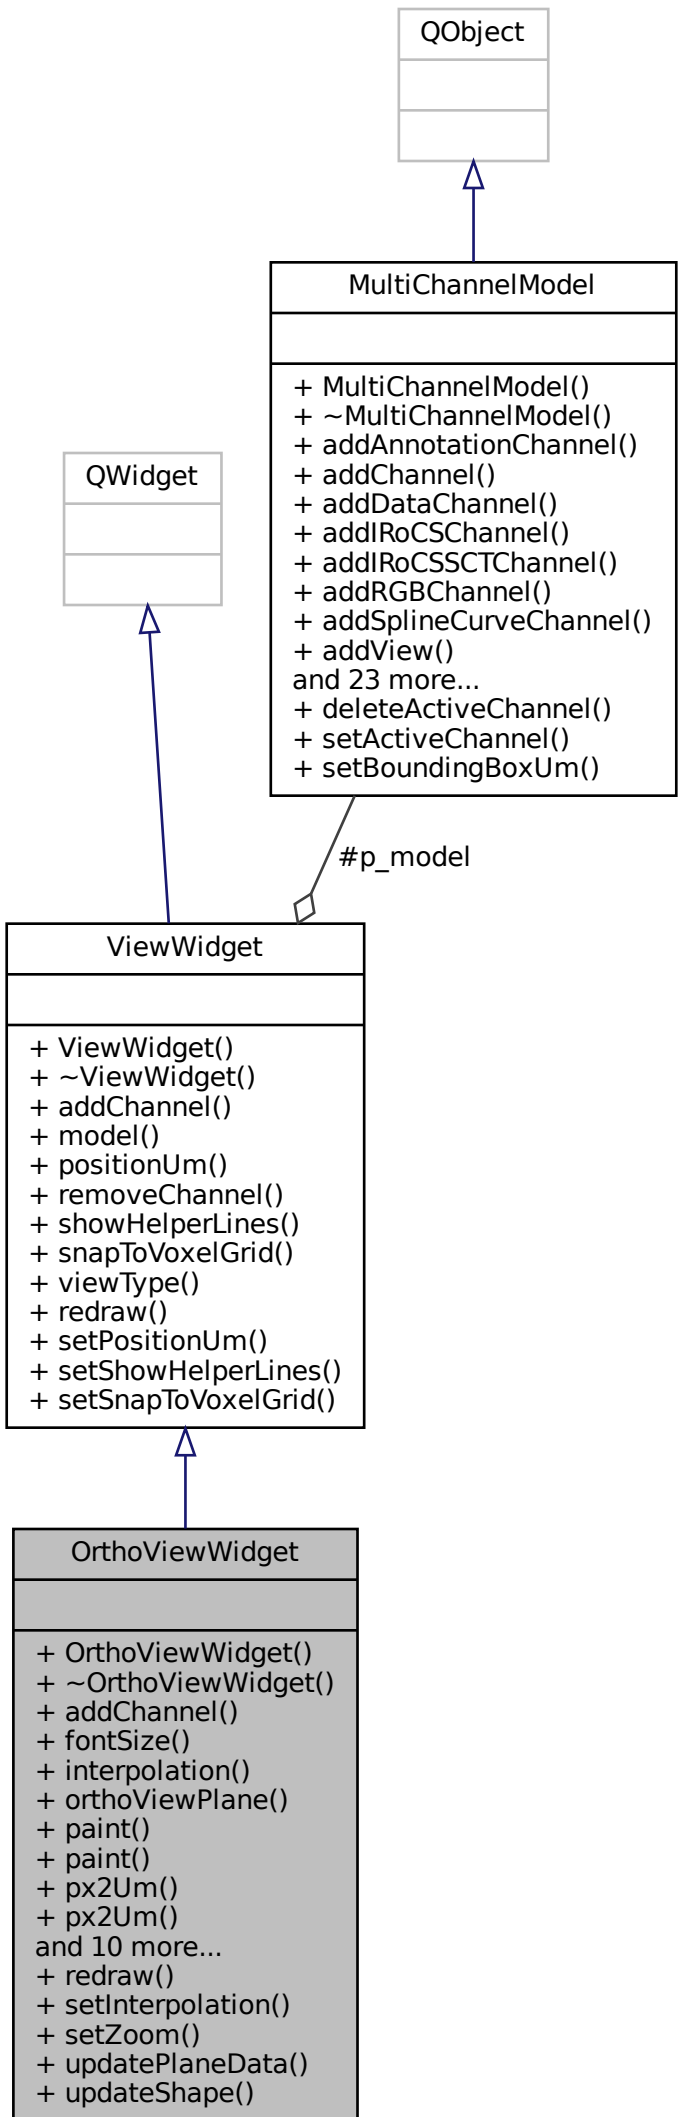 QObject
MultiChannelModel
+ MultiChannelModel()
+ ~MultiChannelModel()
+ addAnnotationChannel()
+ addChannel()
+ addDataChannel()
+ addIRoCSChannel()
+ addIRoCSSCTChannel()
+ addRGBChannel()
+ addSplineCurveChannel()
+ addView()
and 23 more...
+ deleteActiveChannel()
+ setActiveChannel()
+ setBoundingBoxUm()
QWidget
#p_model
ViewWidget
+ ViewWidget()
+ ~ViewWidget()
+ addChannel()
+ model()
+ positionUm()
+ removeChannel()
+ showHelperLines()
+ snapToVoxelGrid()
+ viewType()
+ redraw()
+ setPositionUm()
+ setShowHelperLines()
+ setSnapToVoxelGrid()
OrthoViewWidget
+ OrthoViewWidget()
+ ~OrthoViewWidget()
+ addChannel()
+ fontSize()
+ interpolation()
+ orthoViewPlane()
+ paint()
+ paint()
+ px2Um()
+ px2Um()
and 10 more...
+ redraw()
+ setInterpolation()
+ setZoom()
+ updatePlaneData()
+ updateShape()